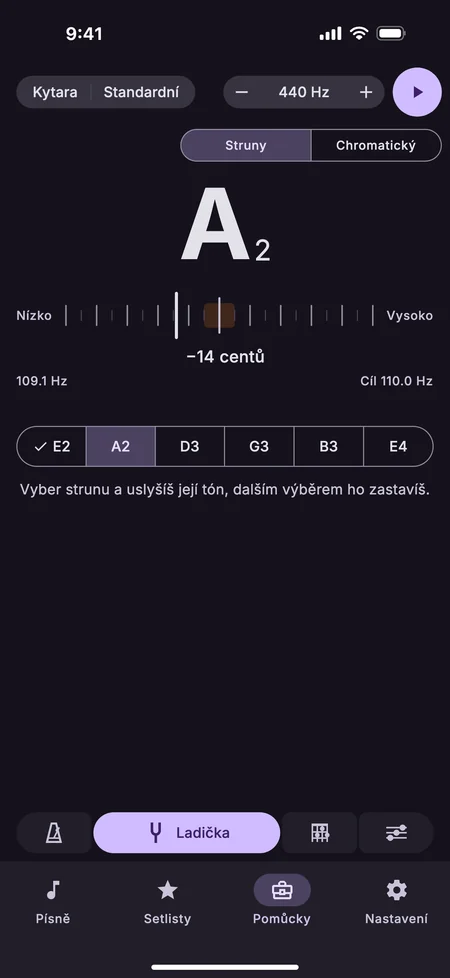 9:41
Kytara Standardní − 440 Hz +
Struny Chromatický
A2
Nízko Vysoko
−14 centů
109.1 Hz Cíl 110.0 Hz
E2 A2 D3 G3 B3 E4
Vyber strunu a uslyšíš její tón, dalším výběrem ho zastavíš.
Ladička
Písně Setlisty Pomůcky Nastavení